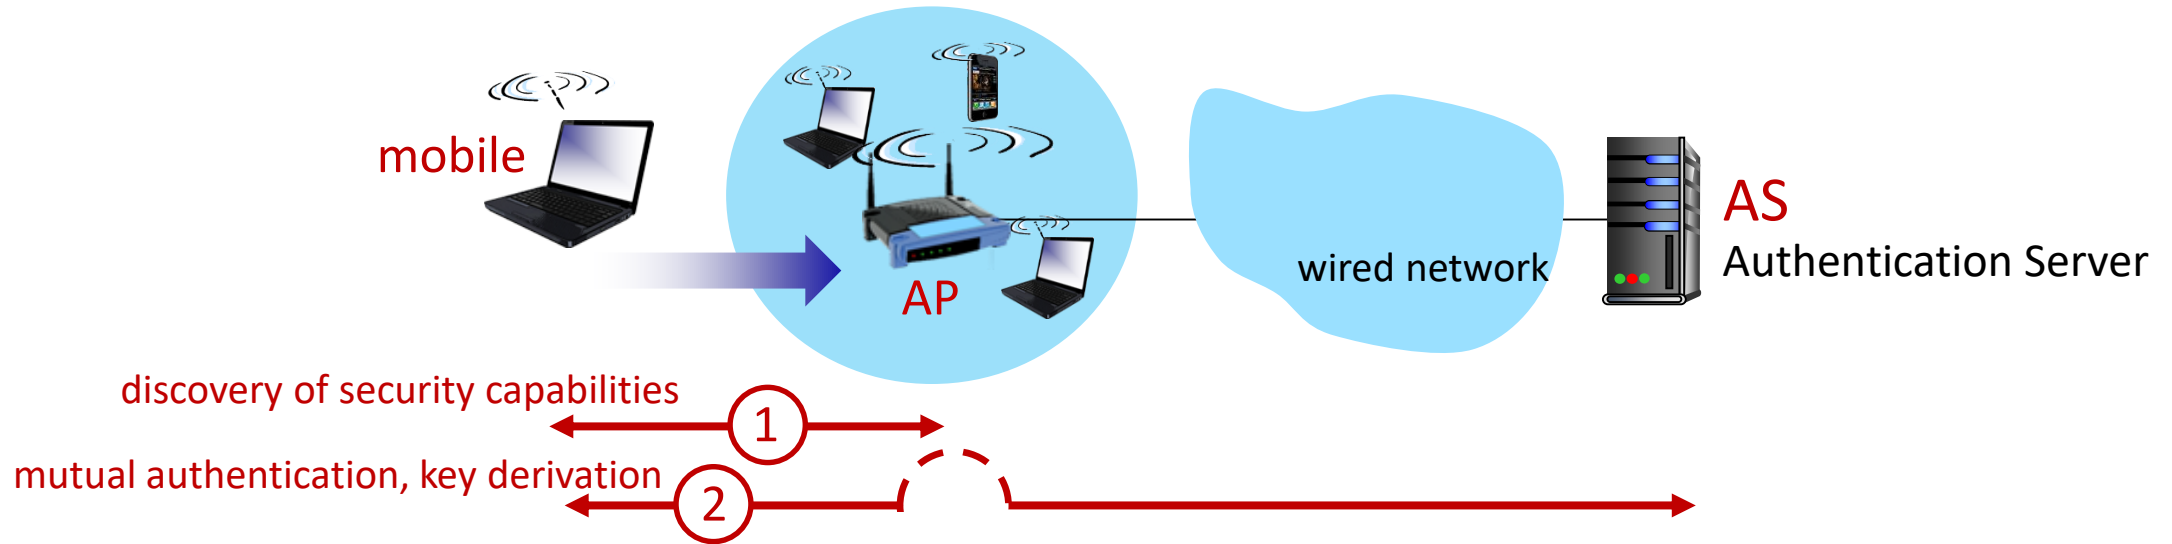 mobile
AP
wired network
AS
Authentication Server
discovery of security capabilities
1
mutual authentication, key derivation
2